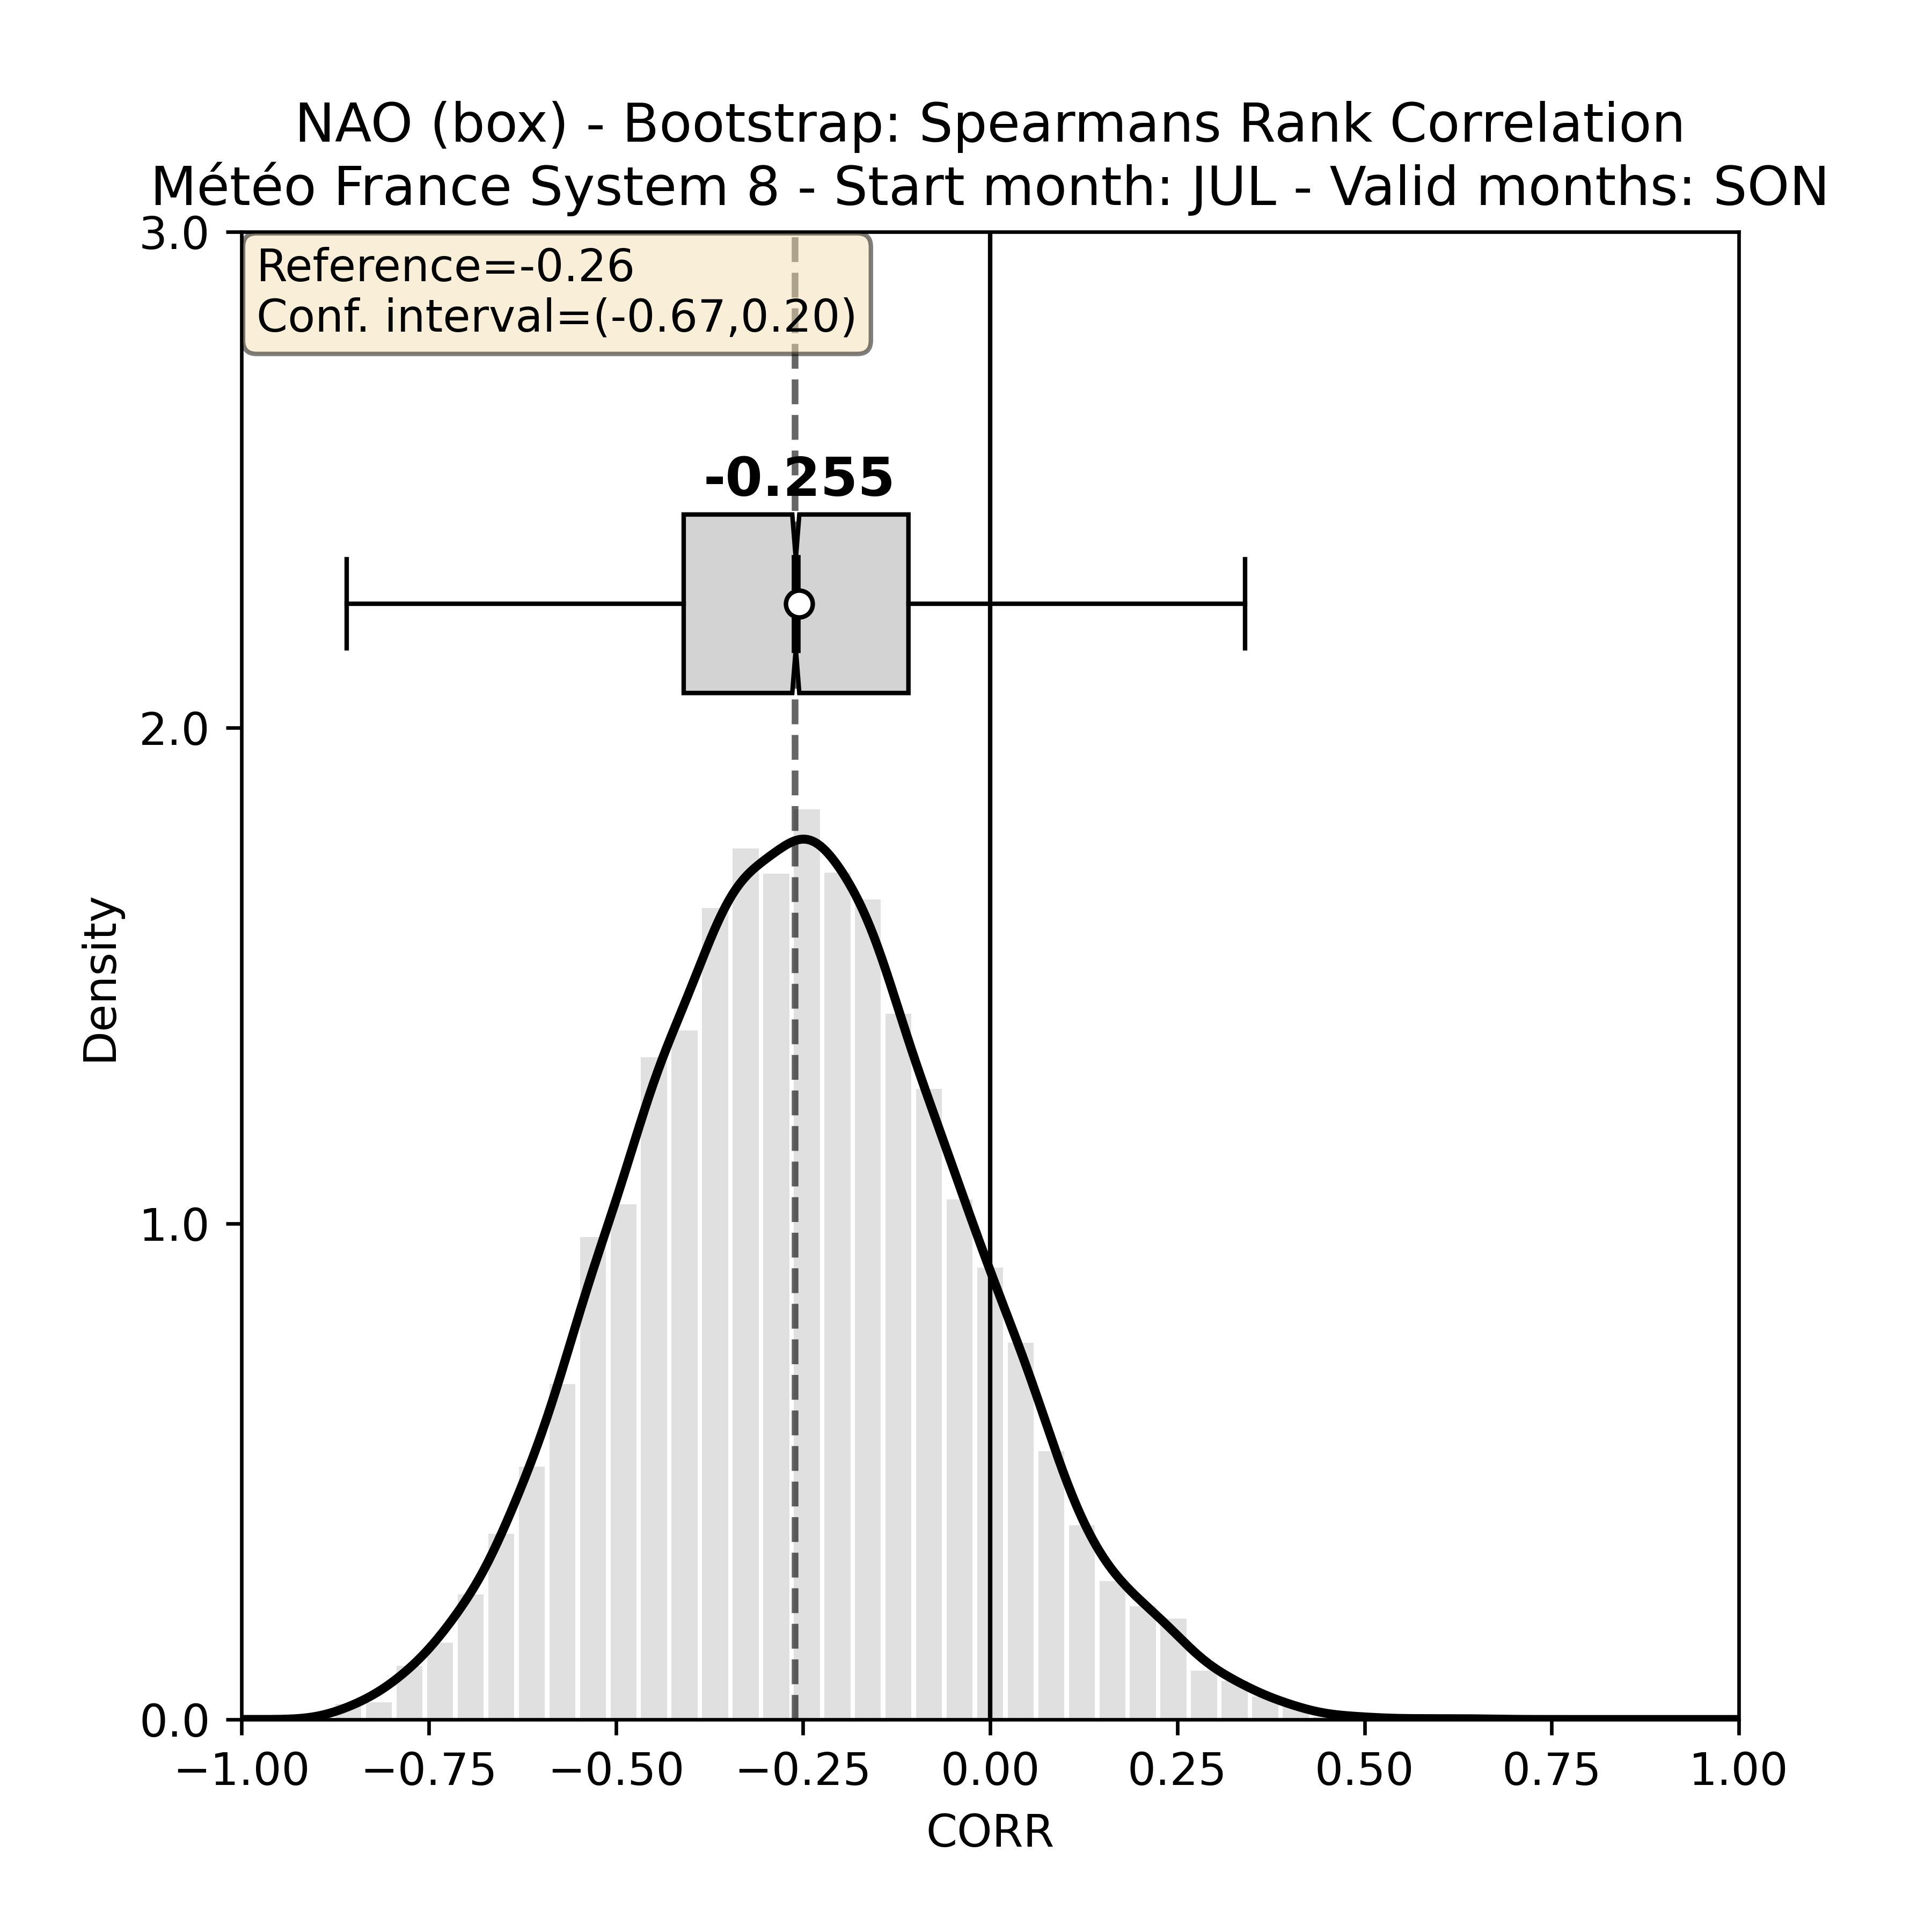 NAO (box) - Bootstrap: Spearmans Rank Correlation
Météo France System 8 - Start month: JUL - Valid months: SON
3.0
Reference=-0.26
Conf. interval=(-0.67,0.20)
-0.255
2.0
Density
1.0
0.0
−1.00 −0.75 −0.50 −0.25 0.00 0.25 0.50 0.75 1.00
CORR